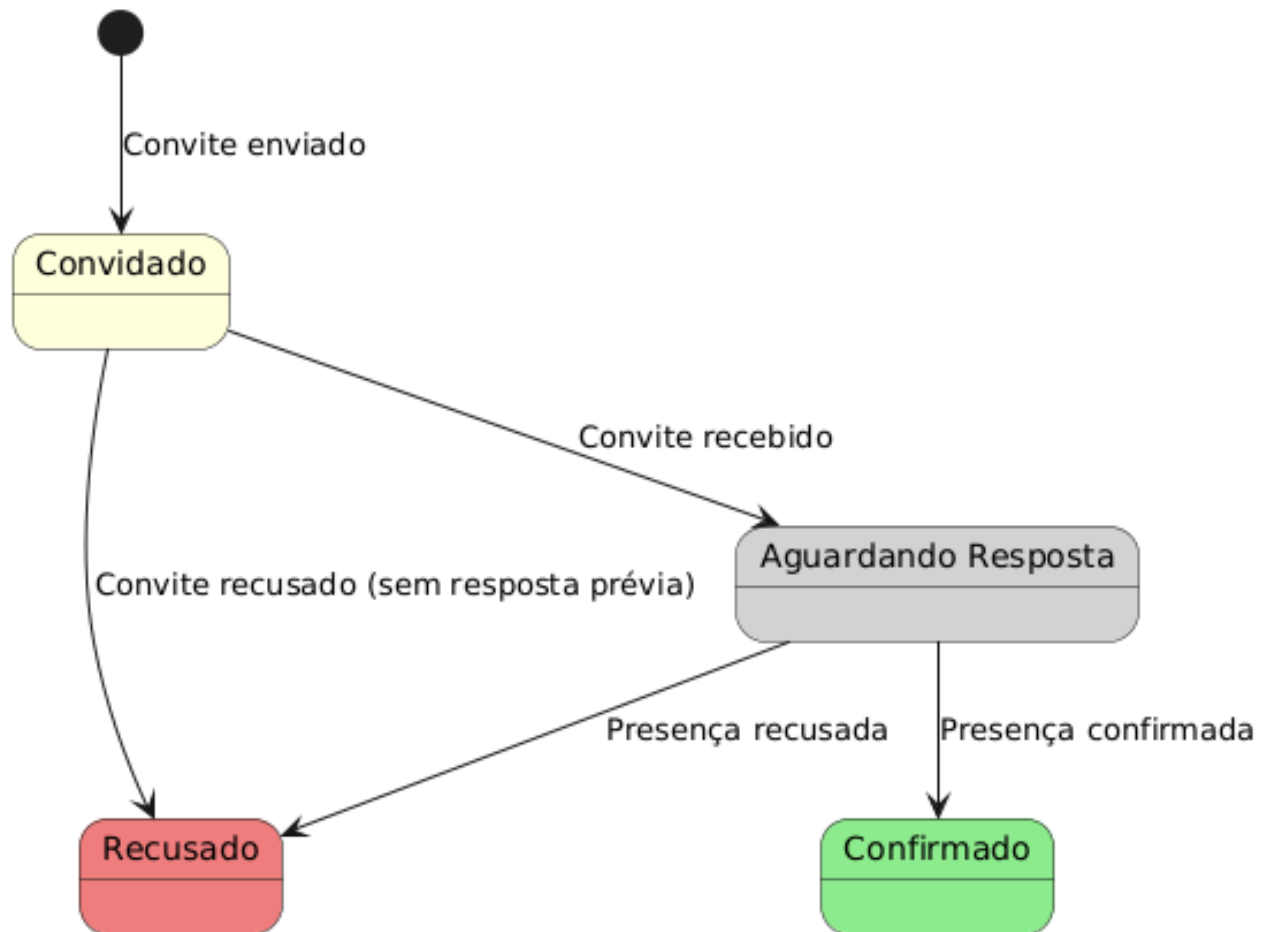 Convite enviado
Convidado
Convite recebido
Aguardando Resposta
Convite recusado (sem resposta prévia)
Presença recusada
Presença confirmada
Recusado
Confirmado